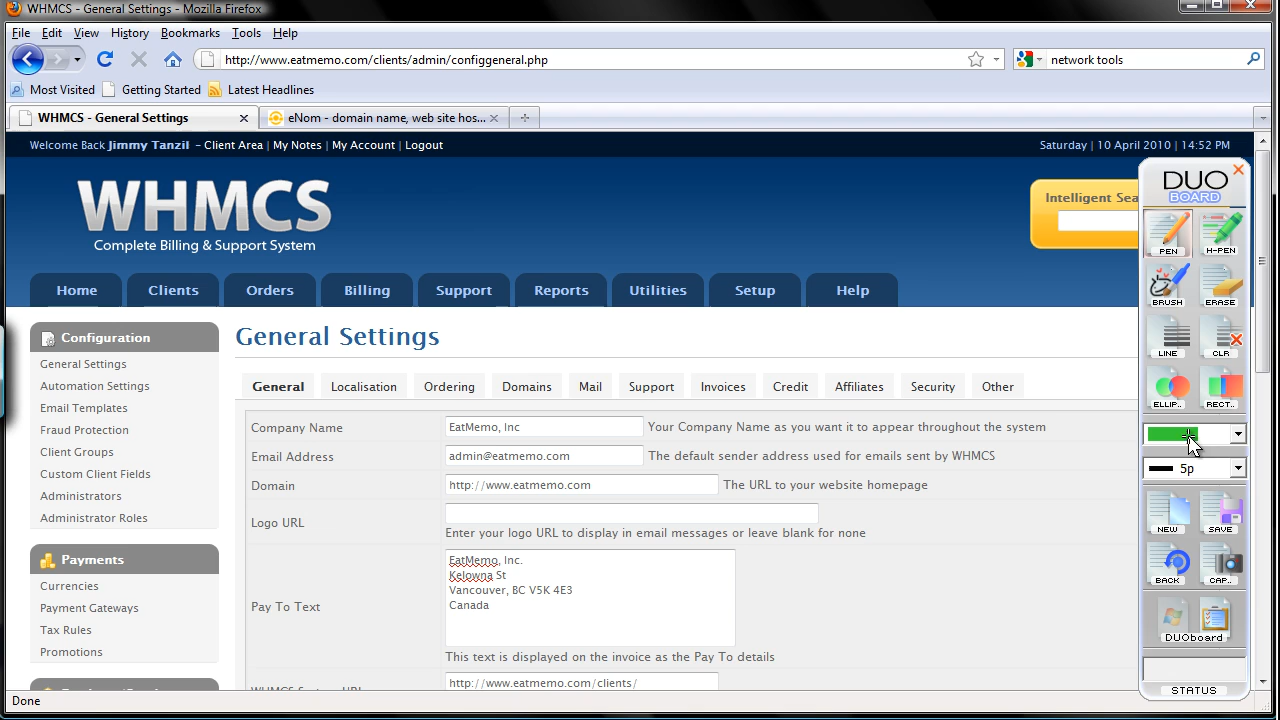 WHMCS - General Settings - Mozilla Firefox
File Edit View History Bookmarks Tools Help
http://www.eatmemo.com/clients/admin/configgeneral.php
network tools
Most Visited Getting Started Latest Headlines
WHMCS - General Settings
eNom - domain name, web site hos...
Welcome Back Jimmy Tanzil - Client Area | My Notes | My Account | Logout
Saturday | 10 April 2010 | 14:52 PM
WHMCS
Complete Billing & Support System
Intelligent Sea
Home Clients Orders Billing Support Reports Utilities Setup Help
Configuration
General Settings
Automation Settings
Email Templates
Fraud Protection
Client Groups
Custom Client Fields
Administrators
Administrator Roles
Payments
Currencies
Payment Gateways
Tax Rules
Promotions
General Settings
General Localisation Ordering Domains Mail Support Invoices Credit Affiliates Security Other
Company Name EatMemo, Inc Your Company Name as you want it to appear throughout the system
Email Address admin@eatmemo.com The default sender address used for emails sent by WHMCS
Domain http://www.eatmemo.com The URL to your website homepage
Logo URL
Enter your logo URL to display in email messages or leave blank for none
Pay To Text
EatMemo, Inc.
Kelowna St
Vancouver, BC V5K 4E3
Canada
This text is displayed on the invoice as the Pay To details
WHMCS System URL http://www.eatmemo.com/clients/
DUO
BOARD
PEN H-PEN
BRUSH ERASE
LINE CLR
ELLIP.. RECT..
5p
NEW SAVE
BACK CAP..
DUOboard
STATUS
Done